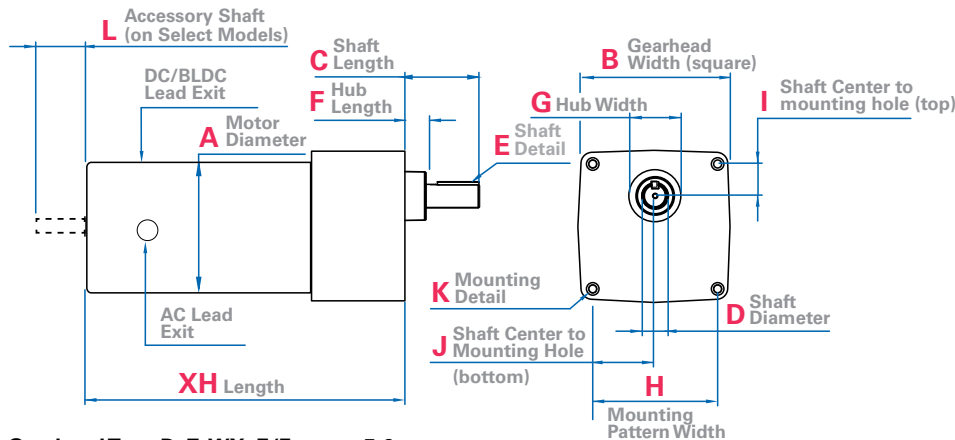 L Accessory Shaft
(on Select Models)
DC/BLDC
Lead Exit
A Motor
Diameter
C Shaft
Length
F Hub
Length
E Shaft
Detail
B Gearhead
Width (square)
G Hub Width
I Shaft Center to
mounting hole (top)
K Mounting
Detail
D Shaft
Diameter
J Shaft Center to
Mounting Hole
(bottom)
H
Mounting
Pattern Width
AC Lead
Exit
XH Length